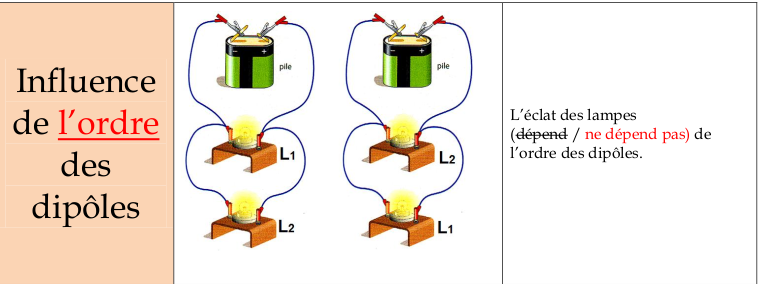 Influence
de l'ordre
des
dipôles
- +
pile
L1
L2
- +
pile
L2
L1
L'éclat des lampes
(dépend / ne dépend pas) de
l'ordre des dipôles.